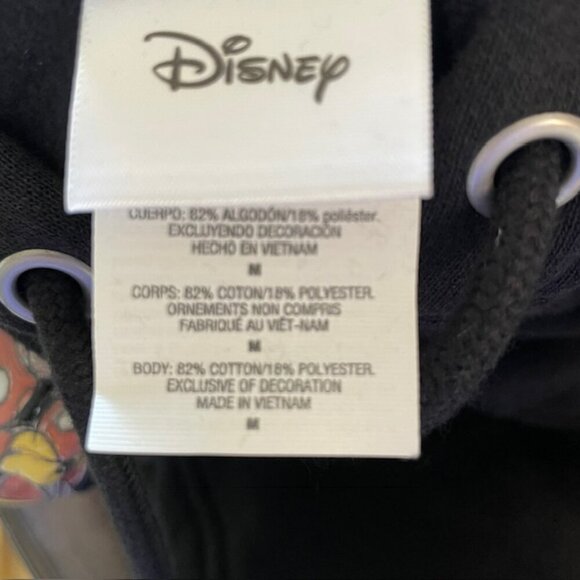 Disney
CUERPO: 82% ALGODÓN/18% poliéster.
EXCLUYENDO DECORACIÓN
HECHO EN VIETNAM
M
CORPS: 82% COTON/18% POLYESTER.
ORNEMENTS NON COMPRIS
FABRIQUÉ AU VIÊT-NAM
M
BODY: 82% COTTON/18% POLYESTER.
EXCLUSIVE OF DECORATION
MADE IN VIETNAM
M